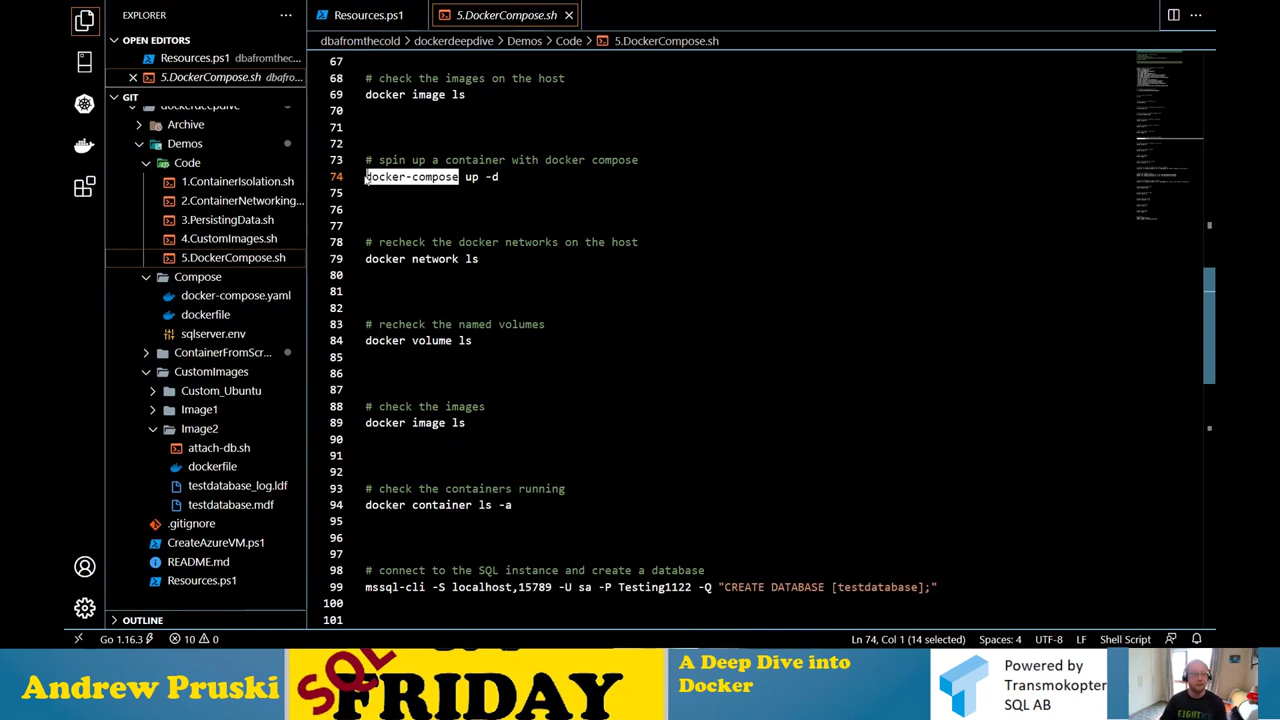 EXPLORER
Resources.ps1
5.DockerCompose.sh
dbafromthecold > dockerdeepdive > Demos > Code > 5.DockerCompose.sh
OPEN EDITORS
Resources.ps1 dbafromthec...
5.DockerCompose.sh dbafro...
GIT
dockerdeepdive
Archive
Demos
Code
1.ContainerIsolation.sh
2.ContainerNetworking...
3.PersistingData.sh
4.CustomImages.sh
5.DockerCompose.sh
Compose
docker-compose.yaml
dockerfile
sqlserver.env
ContainerFromScr...
CustomImages
Custom_Ubuntu
Image1
Image2
attach-db.sh
dockerfile
testdatabase_log.ldf
testdatabase.mdf
.gitignore
CreateAzureVM.ps1
README.md
Resources.ps1
OUTLINE
67
68 # check the images on the host
69 docker image ls
70
71
72
73 # spin up a container with docker compose
74 docker-compose up -d
75
76
77
78 # recheck the docker networks on the host
79 docker network ls
80
81
82
83 # recheck the named volumes
84 docker volume ls
85
86
87
88 # check the images
89 docker image ls
90
91
92
93 # check the containers running
94 docker container ls -a
95
96
97
98 # connect to the SQL instance and create a database
99 mssql-cli -S localhost,15789 -U sa -P Testing1122 -Q "CREATE DATABASE [testdatabase];"
100
101
Go 1.16.3 10 0
Ln 74, Col 1 (14 selected) Spaces: 4 UTF-8 LF Shell Script
Andrew Pruski
SQL
FRIDAY
A Deep Dive into
Docker
Powered by
Transmokopter
SQL AB